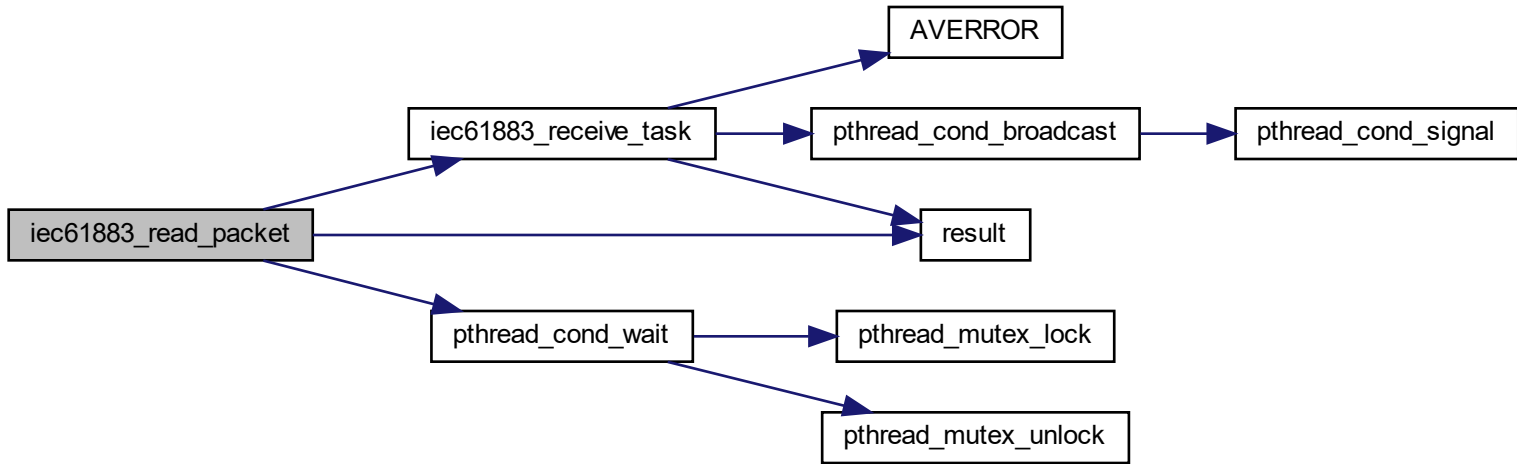 AVERROR
iec61883_receive_task
pthread_cond_broadcast
pthread_cond_signal
iec61883_read_packet
result
pthread_cond_wait
pthread_mutex_lock
pthread_mutex_unlock